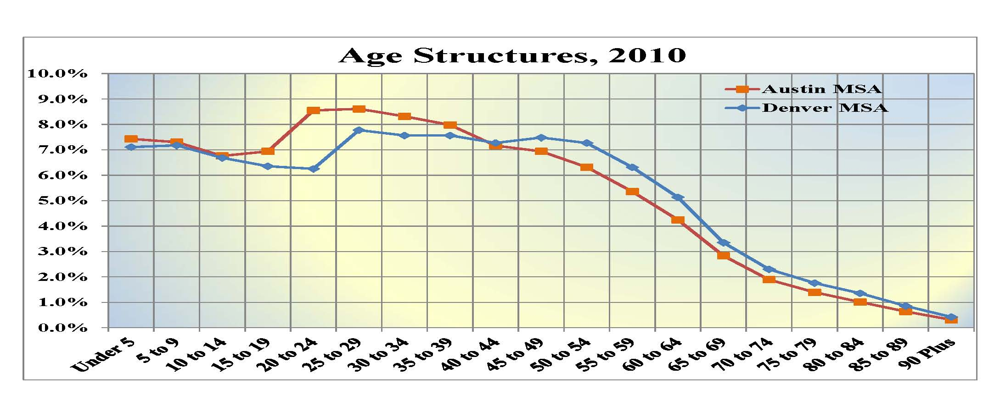 Age Structures, 2010
10.0%
9.0%
8.0%
7.0%
6.0%
5.0%
4.0%
3.0%
2.0%
1.0%
0.0%
Austin MSA
Denver MSA
Under 5
5 to 9
10 to 14
15 to 19
20 to 24
25 to 29
30 to 34
35 to 39
40 to 44
45 to 49
50 to 54
55 to 59
60 to 64
65 to 69
70 to 74
75 to 79
80 to 84
85 to 89
90 Plus